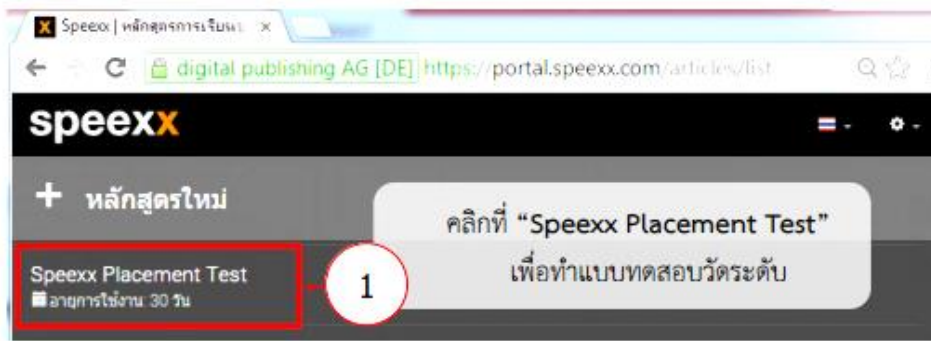 Speexx | หลักสูตรการเรียน
digital publishing AG [DE] https://portal.speexx.com/articles/list
speexx
+ หลักสูตรใหม่
คลิกที่ “Speexx Placement Test”
เพื่อทำแบบทดสอบวัดระดับ
Speexx Placement Test
อายุการใช้งาน: 30 วัน
1